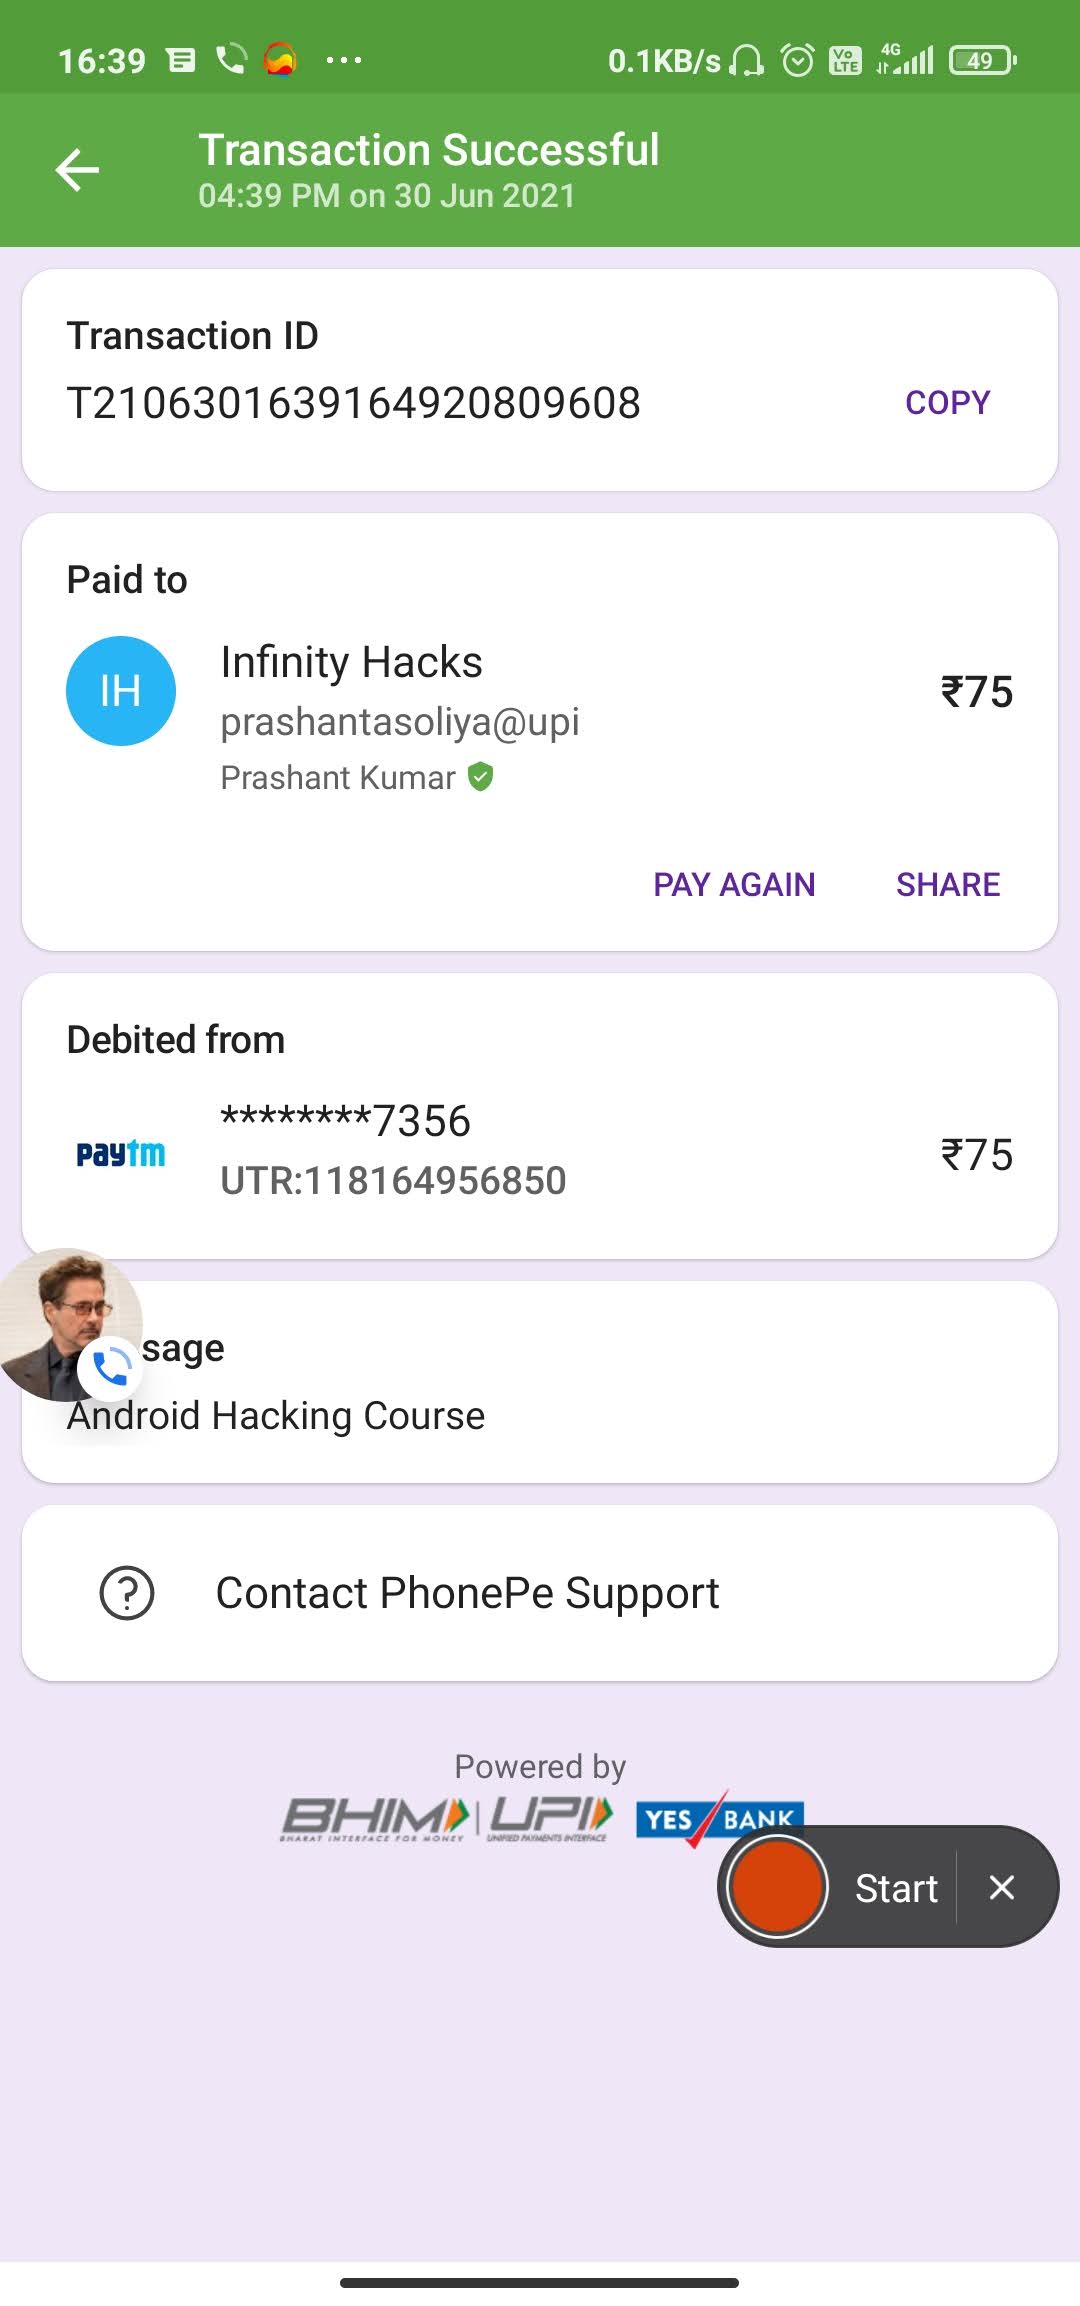 16:39 ... 0.1KB/s Vo LTE 4G 49
Transaction Successful
04:39 PM on 30 Jun 2021
Transaction ID
T2106301639164920809608 COPY
Paid to
IH Infinity Hacks ₹75
prashantasoliya@upi
Prashant Kumar
PAY AGAIN SHARE
Debited from
********7356
paytm ₹75
UTR:118164956850
sage
Android Hacking Course
? Contact PhonePe Support
Powered by
BHIM UPI YES BANK
BHARAT INTERFACE FOR MONEY UNIFIED PAYMENTS INTERFACE
Start ×